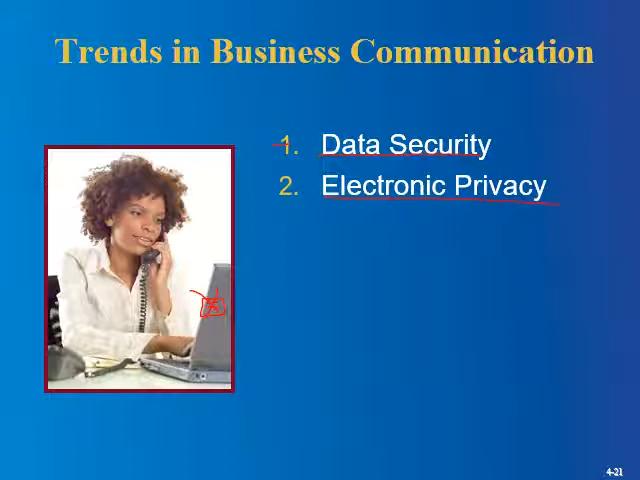 Trends in Business Communication
1. Data Security
2. Electronic Privacy
4-21